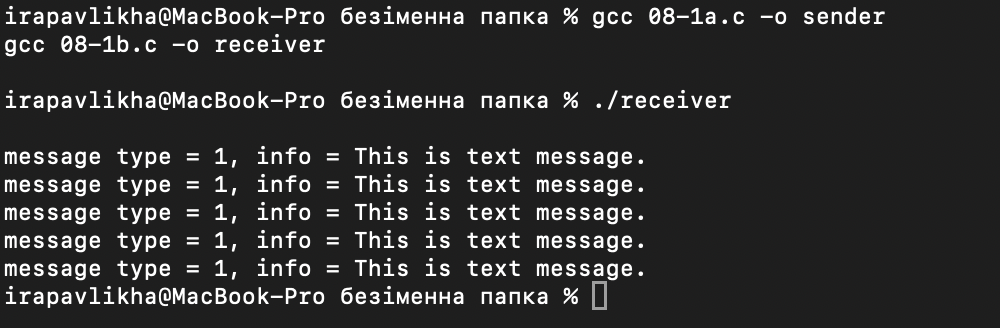 irapavlikha@MacBook-Pro безіменна папка % gcc 08-1a.c -o sender
gcc 08-1b.c -o receiver
irapavlikha@MacBook-Pro безіменна папка % ./receiver
message type = 1, info = This is text message.
message type = 1, info = This is text message.
message type = 1, info = This is text message.
message type = 1, info = This is text message.
message type = 1, info = This is text message.
irapavlikha@MacBook-Pro безіменна папка %